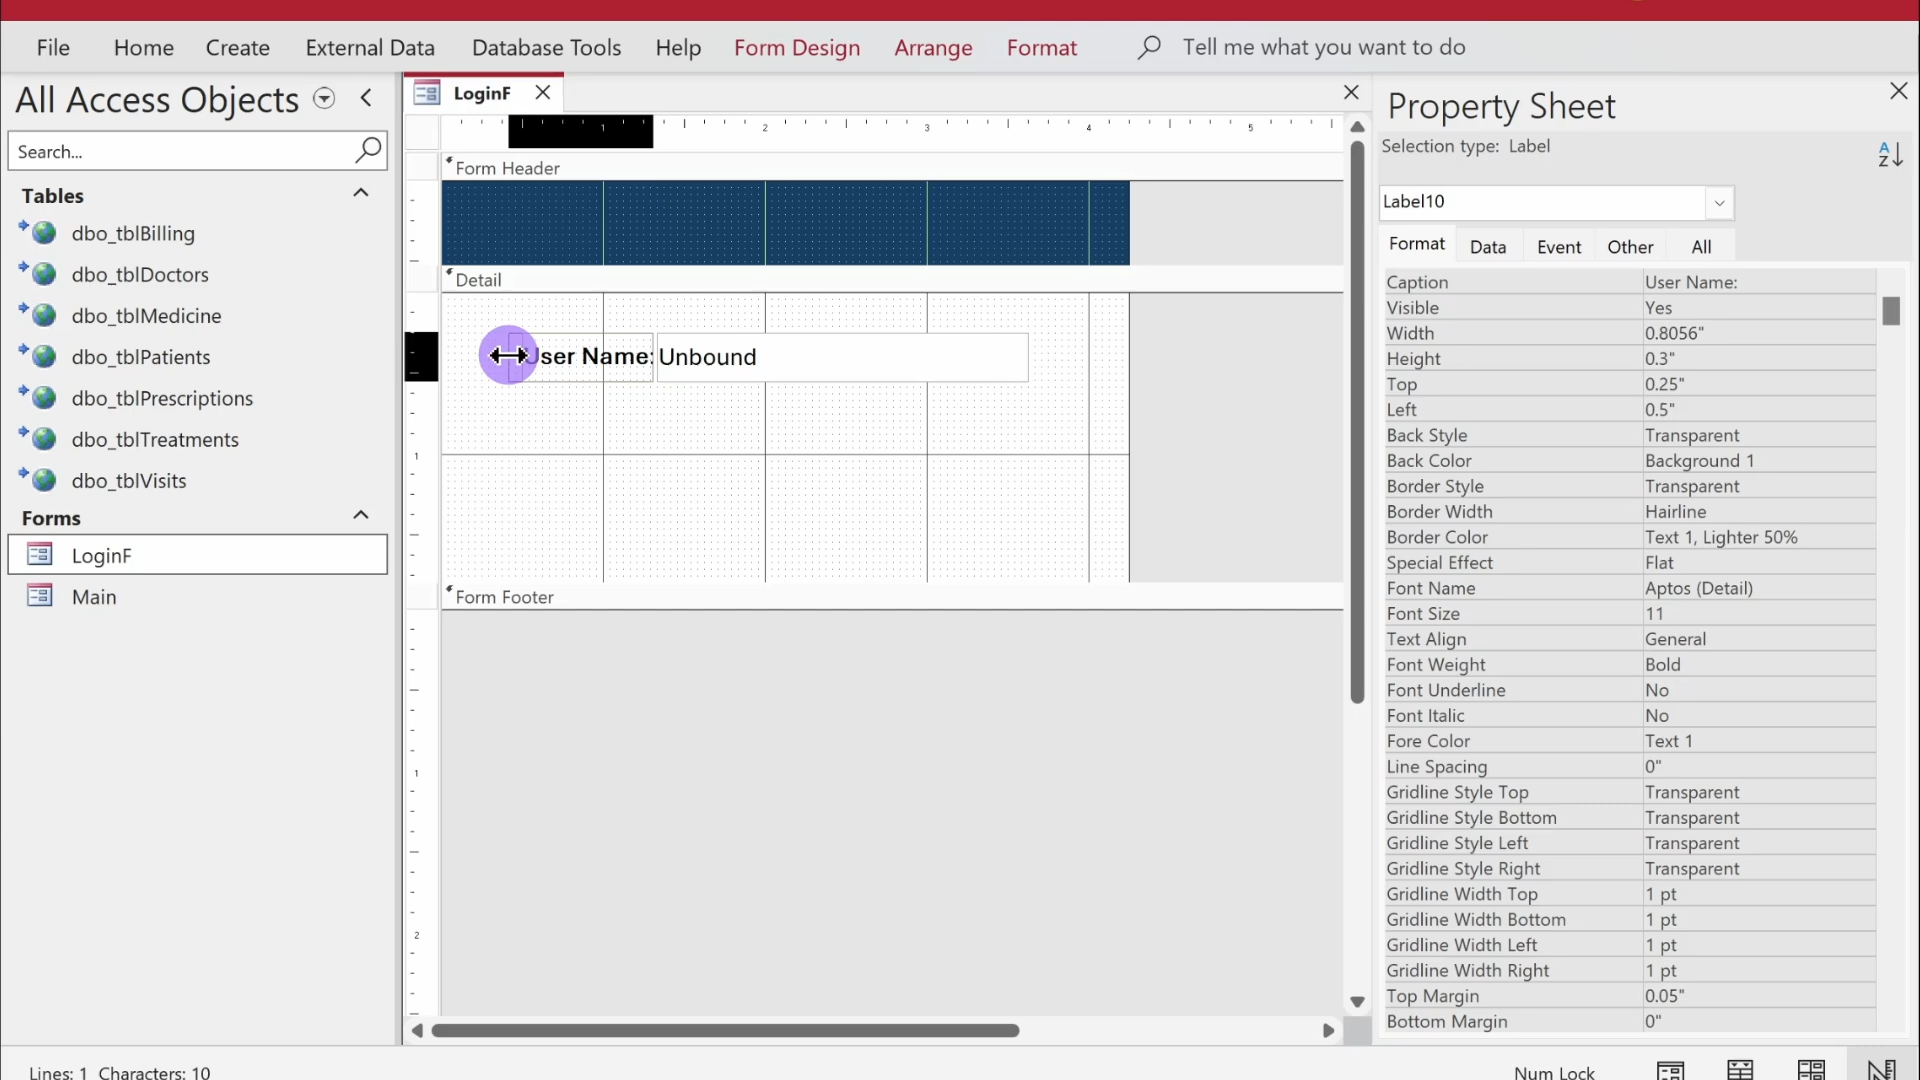 File Home Create External Data Database Tools Help Form Design Arrange Format Tell me what you want to do
All Access Objects
Search...
Tables
dbo_tblBilling
dbo_tblDoctors
dbo_tblMedicine
dbo_tblPatients
dbo_tblPrescriptions
dbo_tblTreatments
dbo_tblVisits
Forms
LoginF
Main
LoginF
1 2 3 4 5
Form Header
Detail
User Name: Unbound
1
Form Footer
1
2
Property Sheet
Selection type: Label
Label10
Format Data Event Other All
Caption User Name:
Visible Yes
Width 0.8056"
Height 0.3"
Top 0.25"
Left 0.5"
Back Style Transparent
Back Color Background 1
Border Style Transparent
Border Width Hairline
Border Color Text 1, Lighter 50%
Special Effect Flat
Font Name Aptos (Detail)
Font Size 11
Text Align General
Font Weight Bold
Font Underline No
Font Italic No
Fore Color Text 1
Line Spacing 0"
Gridline Style Top Transparent
Gridline Style Bottom Transparent
Gridline Style Left Transparent
Gridline Style Right Transparent
Gridline Width Top 1 pt
Gridline Width Bottom 1 pt
Gridline Width Left 1 pt
Gridline Width Right 1 pt
Top Margin 0.05"
Bottom Margin 0"
Lines: 1 Characters: 10
Num Lock